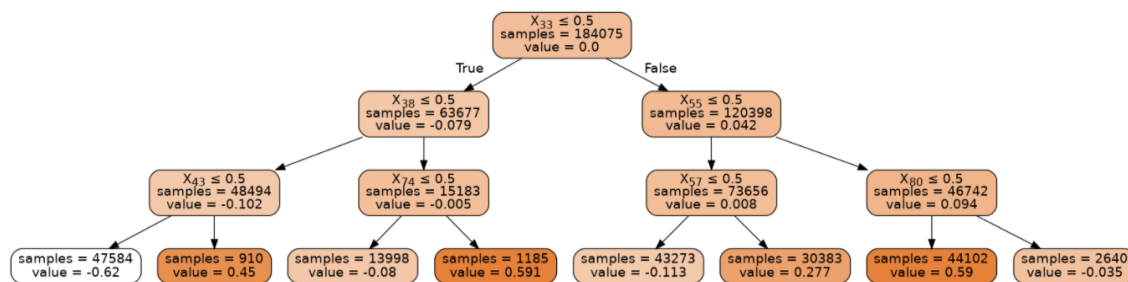 X33 ≤ 0.5
samples = 184075
value = 0.0
True
False
X38 ≤ 0.5
samples = 63677
value = -0.079
X55 ≤ 0.5
samples = 120398
value = 0.042
X43 ≤ 0.5
samples = 48494
value = -0.102
X74 ≤ 0.5
samples = 15183
value = -0.005
X57 ≤ 0.5
samples = 73656
value = 0.008
X80 ≤ 0.5
samples = 46742
value = 0.094
samples = 47584
value = -0.62
samples = 910
value = 0.45
samples = 13998
value = -0.08
samples = 1185
value = 0.591
samples = 43273
value = -0.113
samples = 30383
value = 0.277
samples = 44102
value = 0.59
samples = 2640
value = -0.035